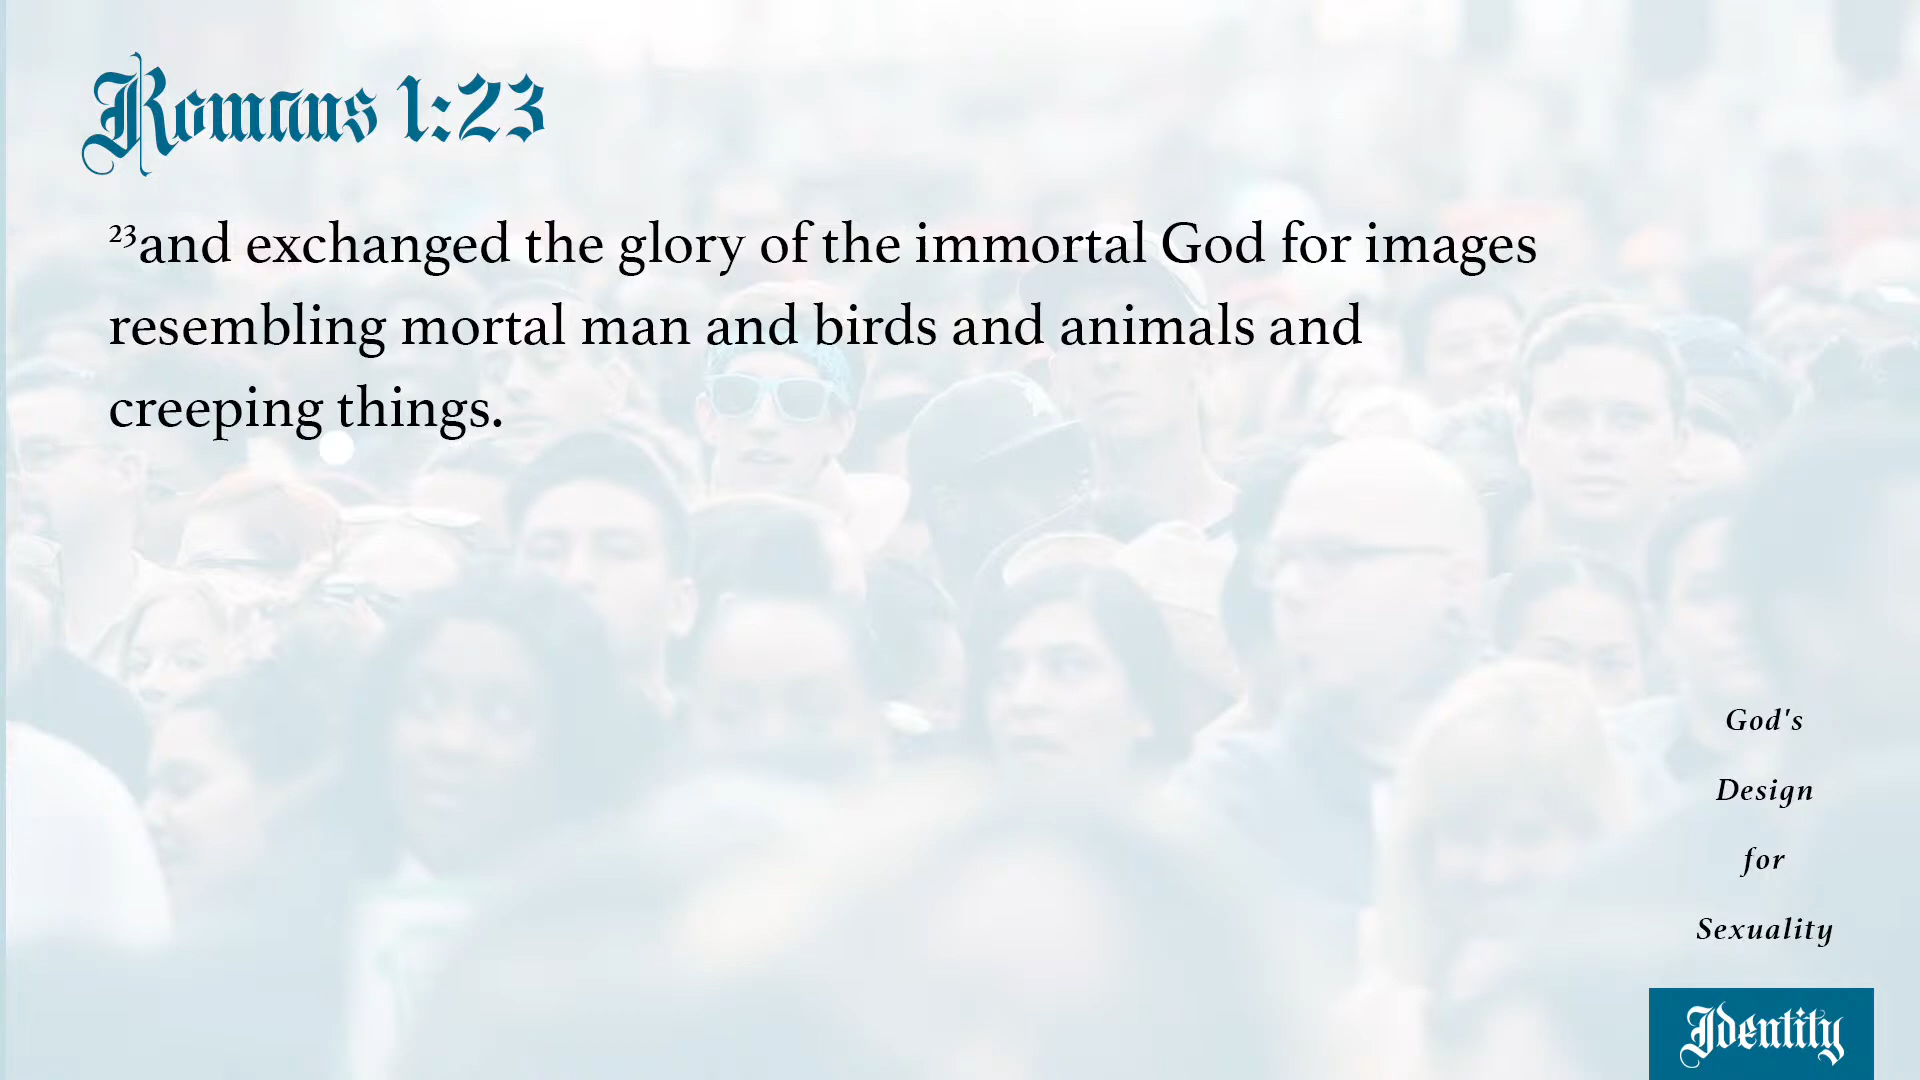 Romans 1:23
23and exchanged the glory of the immortal God for images
resembling mortal man and birds and animals and
creeping things.
God's
Design
for
Sexuality
Identity